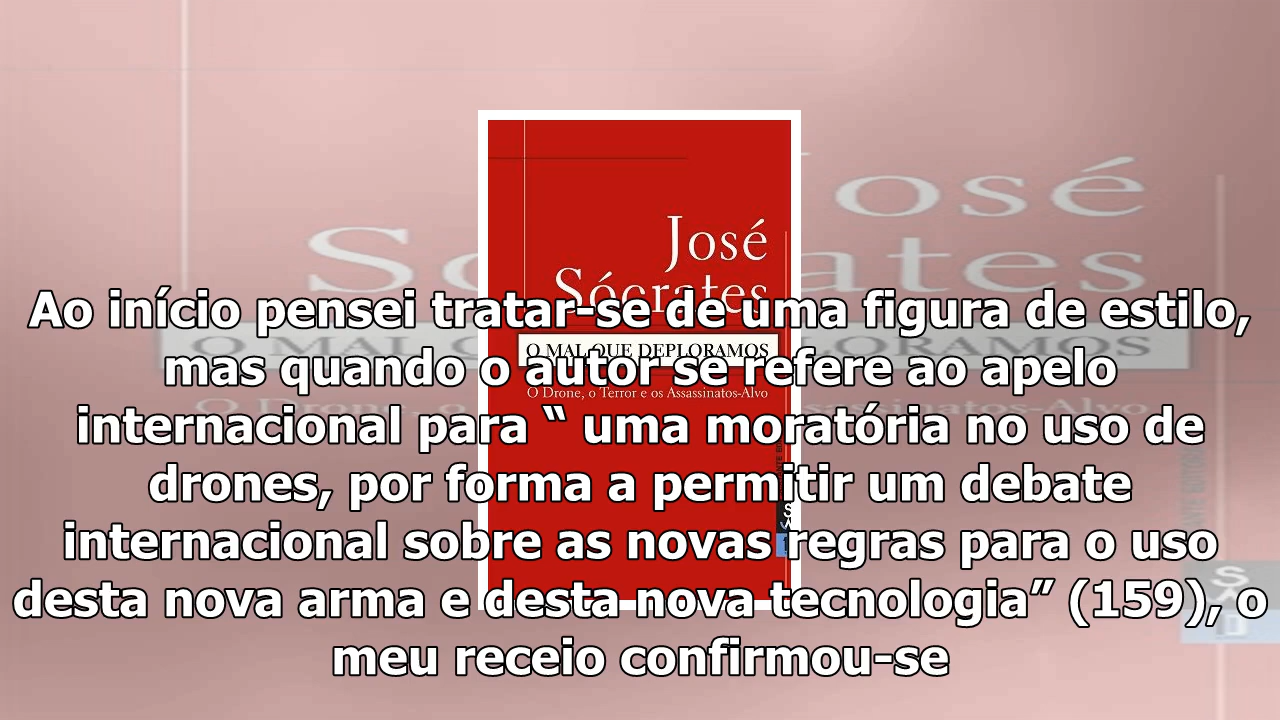 José
Sócrates
O MAL QUE DEPLORAMOS
O Drone, o Terror e os Assassinatos-Alvo
Ao início pensei tratar-se de uma figura de estilo,
mas quando o autor se refere ao apelo
internacional para “ uma moratória no uso de
drones, por forma a permitir um debate
internacional sobre as novas regras para o uso
desta nova arma e desta nova tecnologia” (159), o
meu receio confirmou-se